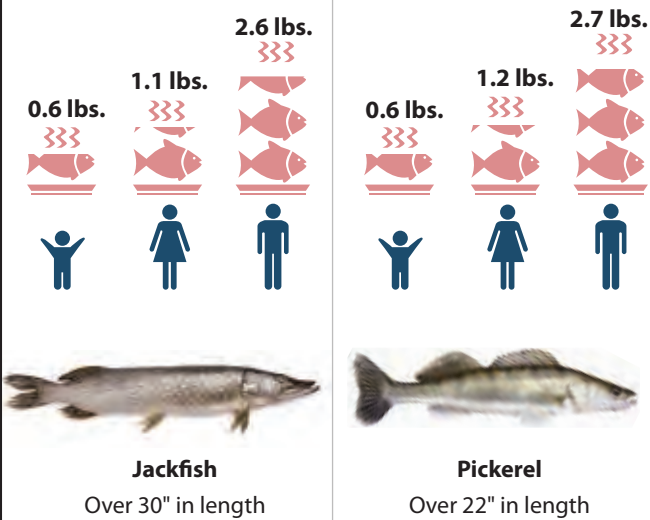 2.6 lbs.
1.1 lbs.
0.6 lbs.
Jackfish
Over 30" in length
2.7 lbs.
1.2 lbs.
0.6 lbs.
Pickerel
Over 22" in length